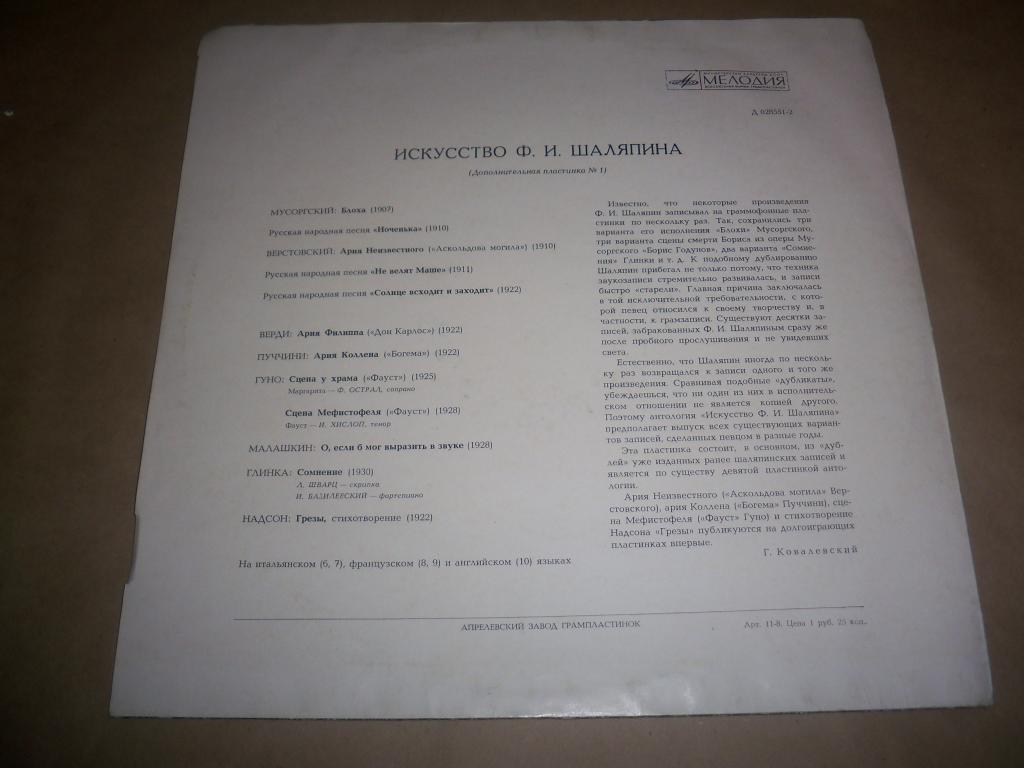 МЕЛОДИЯ
Д 028551-2
ИСКУССТВО Ф. И. ШАЛЯПИНА
(Дополнительная пластинка № 1)
МУСОРГСКИЙ: Блоха (1907)
Русская народная песня «Ноченька» (1910)
ВЕРСТОВСКИЙ: Ария Неизвестного («Аскольдова могила») (1910)
Русская народная песня «Не велят Маше» (1911)
Русская народная песня «Солнце всходит и заходит» (1922)
ВЕРДИ: Ария Филиппа («Дон Карлос») (1922)
ПУЧЧИНИ: Ария Коллена («Богема») (1922)
ГУНО: Сцена у храма («Фауст») (1925)
Маргарита — Ф. ОСТРАЛ, сопрано
Сцена Мефистофеля («Фауст») (1928)
Фауст — И. ХИСЛОП, тенор
МАЛАШКИН: О, если б мог выразить в звуке (1928)
ГЛИНКА: Сомнение (1930)
Л. ШВАРЦ — скрипка
И. БАЗИЛЕВСКИЙ — фортепиано
НАДСОН: Грезы, стихотворение (1922)
На итальянском (6, 7), французском (8, 9) и английском (10) языках
Известно, что некоторые произведения
Ф. И. Шаляпин записывал на граммофонные пла-
стинки по нескольку раз. Так, сохранились три
варианта его исполнения «Блохи» Мусоргского,
три варианта сцены смерти Бориса из оперы Му-
соргского «Борис Годунов», два варианта «Сомне-
ния» Глинки и т. д. К подобному дублированию
Шаляпин прибегал не только потому, что техника
звукозаписи стремительно развивалась, и записи
быстро «старели». Главная причина заключалась
в той исключительной требовательности, с кото-
рой певец относился к своему творчеству и, в
частности, к грамзаписи. Существуют десятки за-
писей, забракованных Ф. И. Шаляпиным сразу же
после пробного прослушивания и не увидевших
света.
Естественно, что Шаляпин иногда по несколь-
ку раз возвращался к записи одного и того же
произведения. Сравнивая подобные «дубликаты»,
убеждаешься, что ни один из них в исполнитель-
ском отношении не является копией другого.
Поэтому антология «Искусство Ф. И. Шаляпина»
предполагает выпуск всех существующих вариан-
тов записей, сделанных певцом в разные годы.
Эта пластинка состоит, в основном, из «дуб-
лей» уже изданных ранее шаляпинских записей и
является по существу девятой пластинкой анто-
логии.
Ария Неизвестного («Аскольдова могила» Вер-
стовского), ария Коллена («Богема» Пуччини), сце-
на Мефистофеля («Фауст» Гуно) и стихотворение
Надсона «Грезы» публикуются на долгоиграющих
пластинках впервые.
Г. Ковалевский
АПРЕЛЕВСКИЙ ЗАВОД ГРАМПЛАСТИНОК
Арт. 11-8. Цена 1 руб. 25 коп.